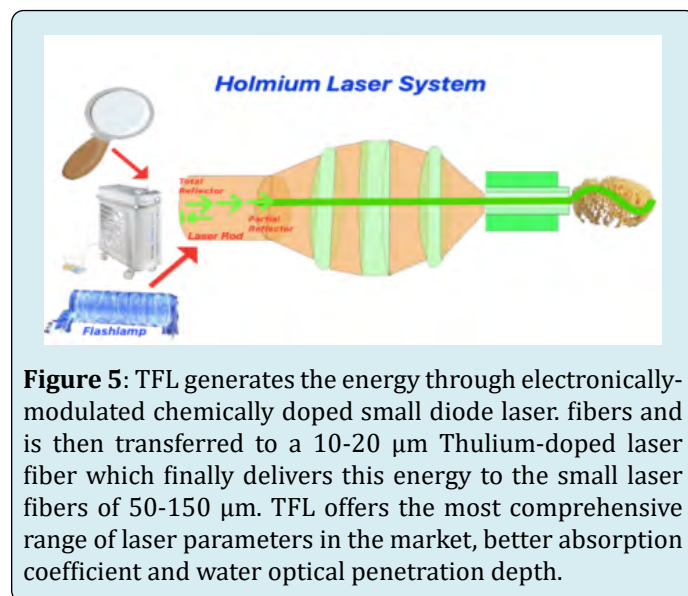 Holmium Laser System
Total
Reflector
Partial
Reflector
Laser Rod
Flashlamp
Figure 5: TFL generates the energy through electronically-
modulated chemically doped small diode laser. fibers and
is then transferred to a 10-20 μm Thulium-doped laser
fiber which finally delivers this energy to the small laser
fibers of 50-150 μm. TFL offers the most comprehensive
range of laser parameters in the market, better absorption
coefficient and water optical penetration depth.